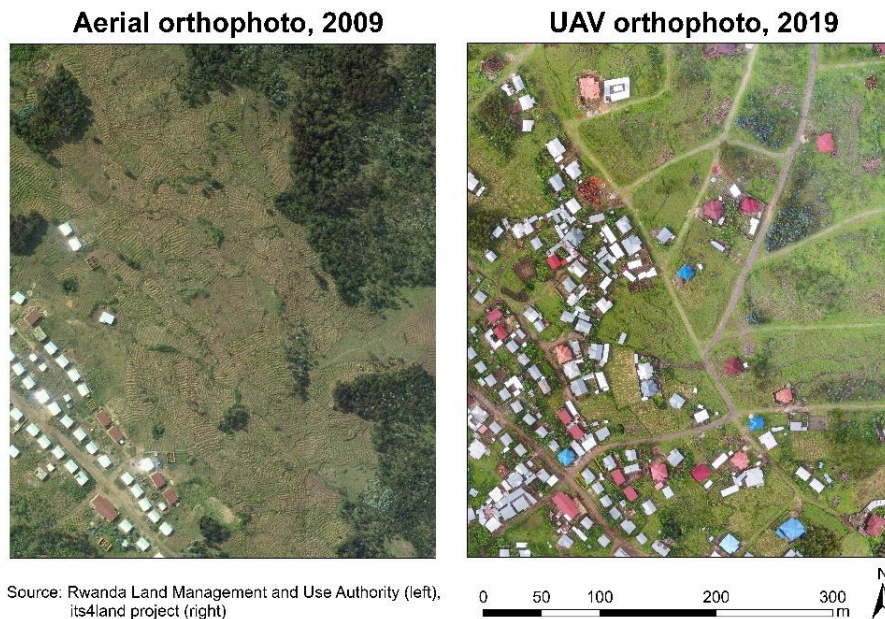 Aerial orthophoto, 2009
UAV orthophoto, 2019
Source: Rwanda Land Management and Use Authority (left),
its4land project (right)
0 50 100 200 300
m
N